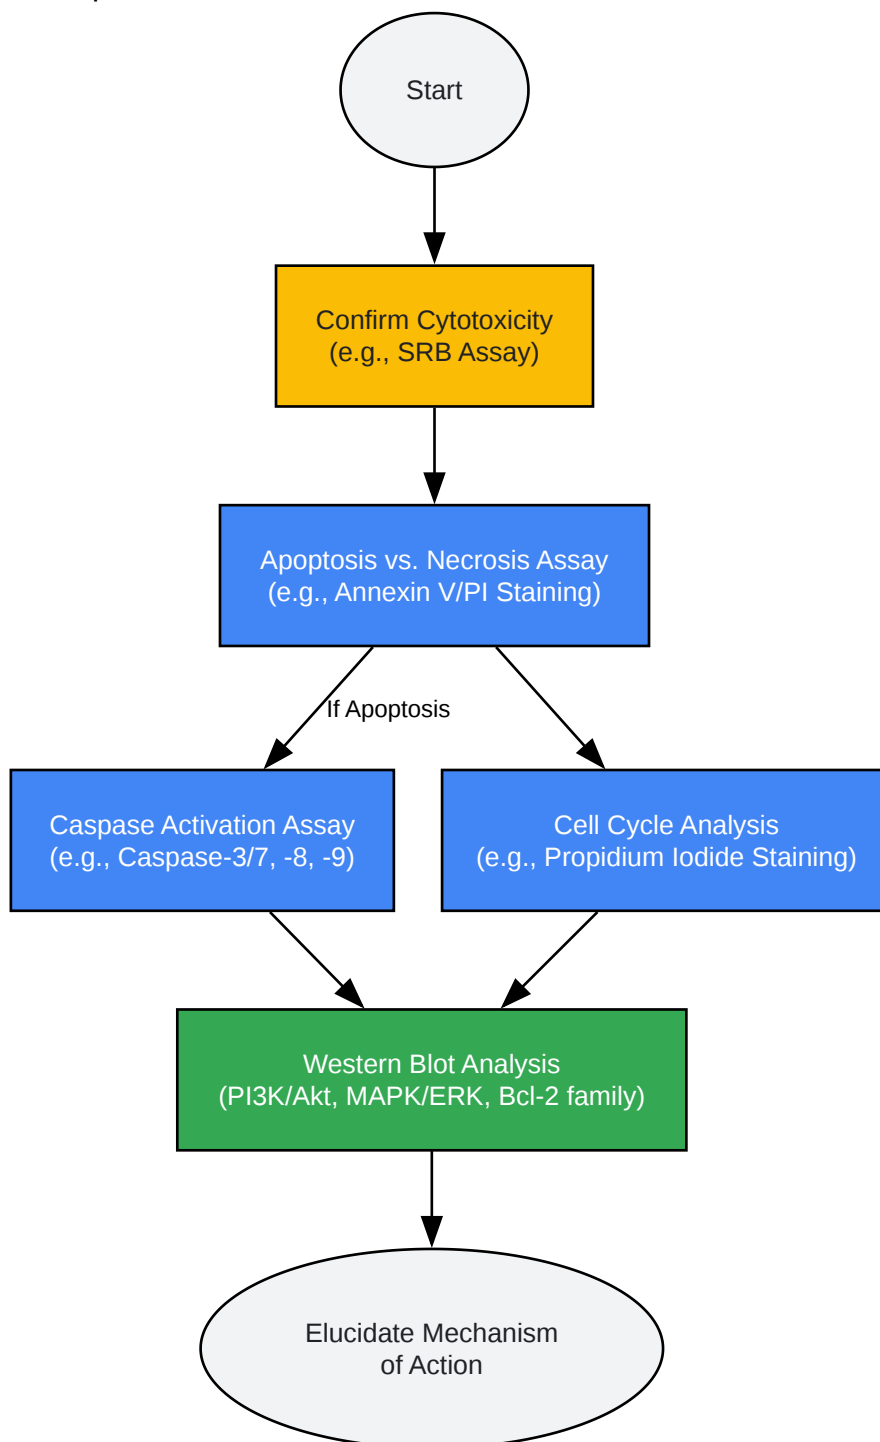 Start
Confirm Cytotoxicity
(e.g., SRB Assay)
Apoptosis vs. Necrosis Assay
(e.g., Annexin V/PI Staining)
If Apoptosis
Caspase Activation Assay
(e.g., Caspase-3/7, -8, -9)
Cell Cycle Analysis
(e.g., Propidium Iodide Staining)
Western Blot Analysis
(PI3K/Akt, MAPK/ERK, Bcl-2 family)
Elucidate Mechanism
of Action